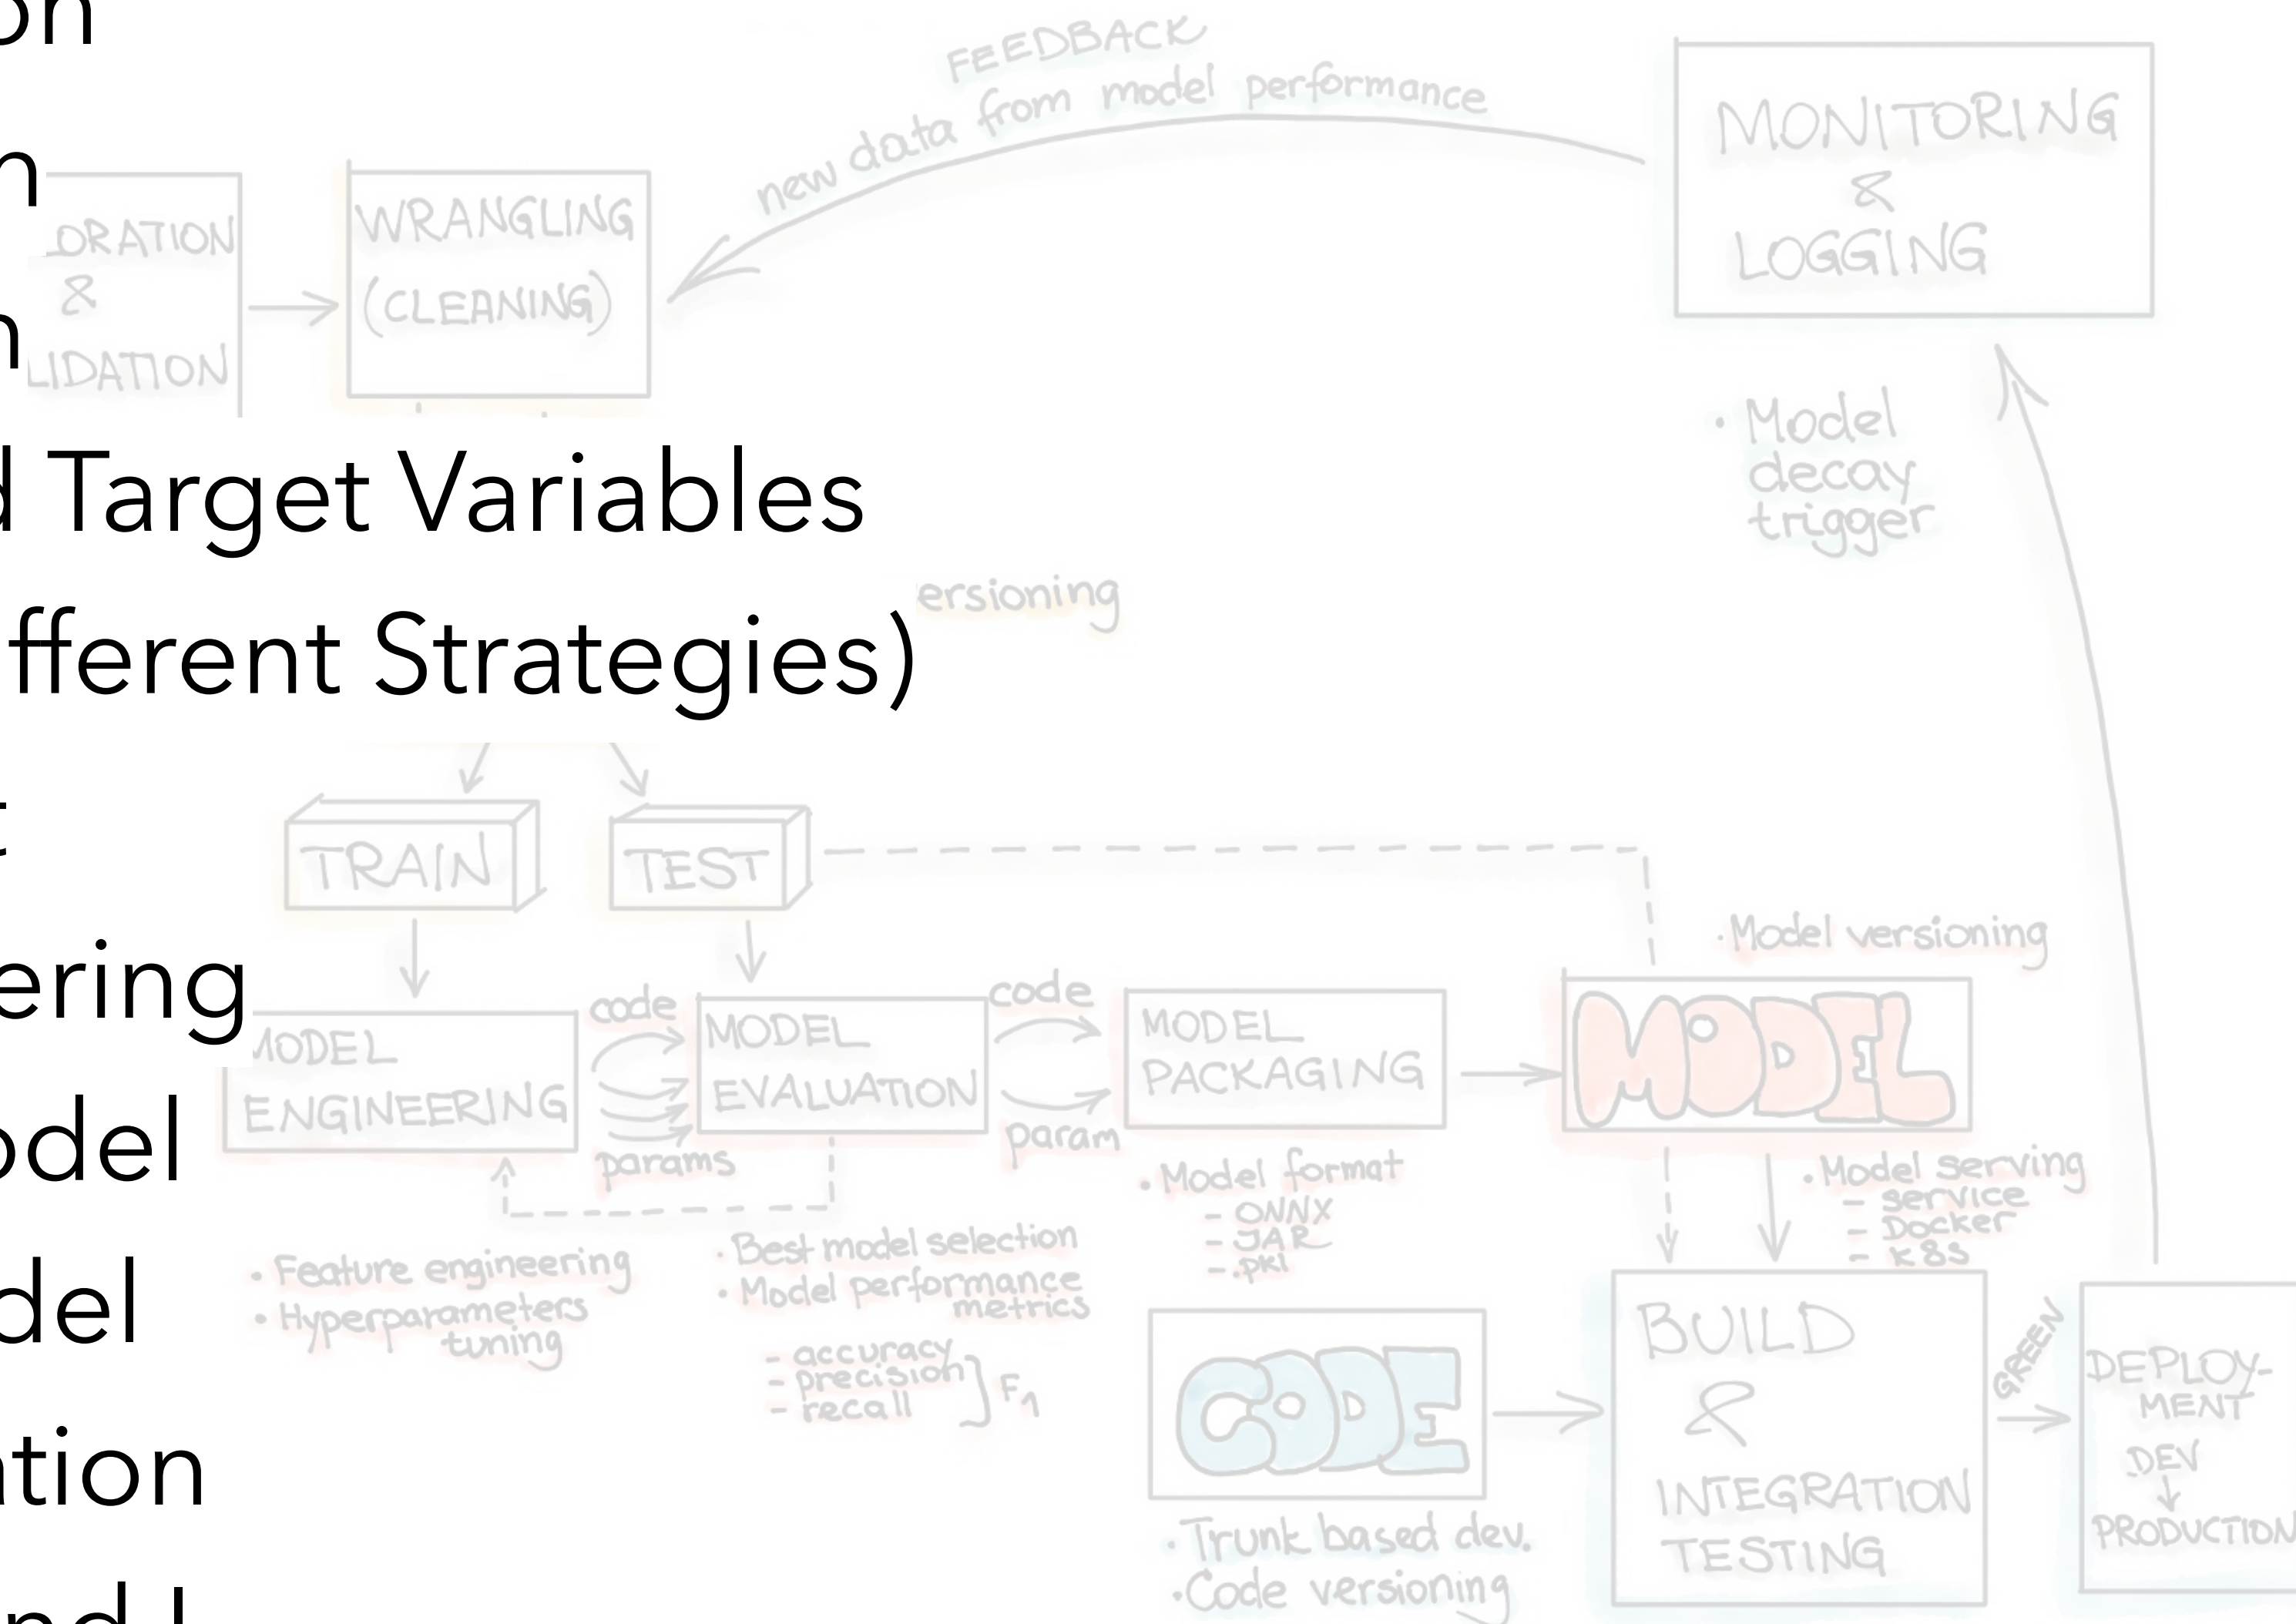 on
n
n
d Target Variables
fferent Strategies)
t
ering
odel
del
ation
FEEDBACK
new data from model performance
ORATION
&
LIDATION
WRANGLING
(CLEANING)
MONITORING
&
LOGGING
· Model
decay
trigger
ersioning
TRAIN
TEST
MODEL
ENGINEERING
code
params
MODEL
EVALUATION
code
param
MODEL
PACKAGING
· Model versioning
MODEL
· Feature engineering
· Hyperparameters
tuning
· Best model selection
· Model performance
metrics
- accuracy
- precision
- recall
F1
· Model format
- ONNX
- JAR
- .pkl
· Model serving
- service
- Docker
- K8S
CODE
· Trunk based dev.
· Code versioning
BUILD
&
INTEGRATION
TESTING
GREEN
DEPLOY-
MENT
DEV
PRODUCTION